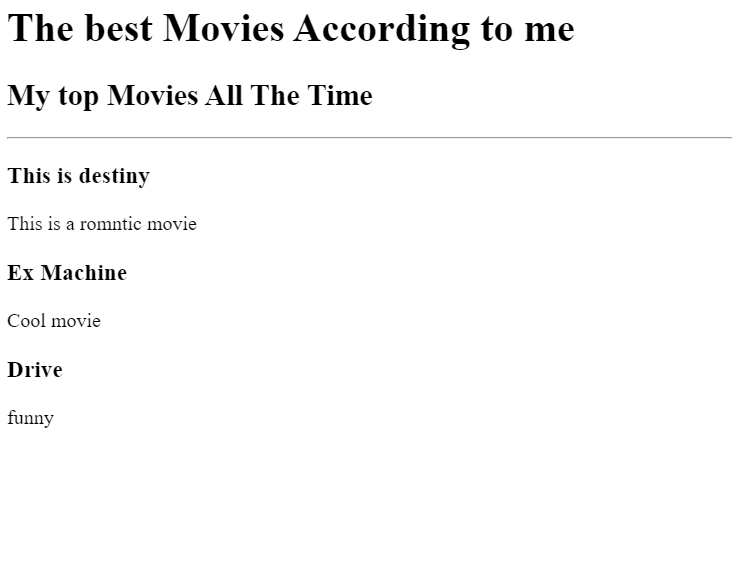 The best Movies According to me
My top Movies All The Time
This is destiny
This is a romntic movie
Ex Machine
Cool movie
Drive
funny